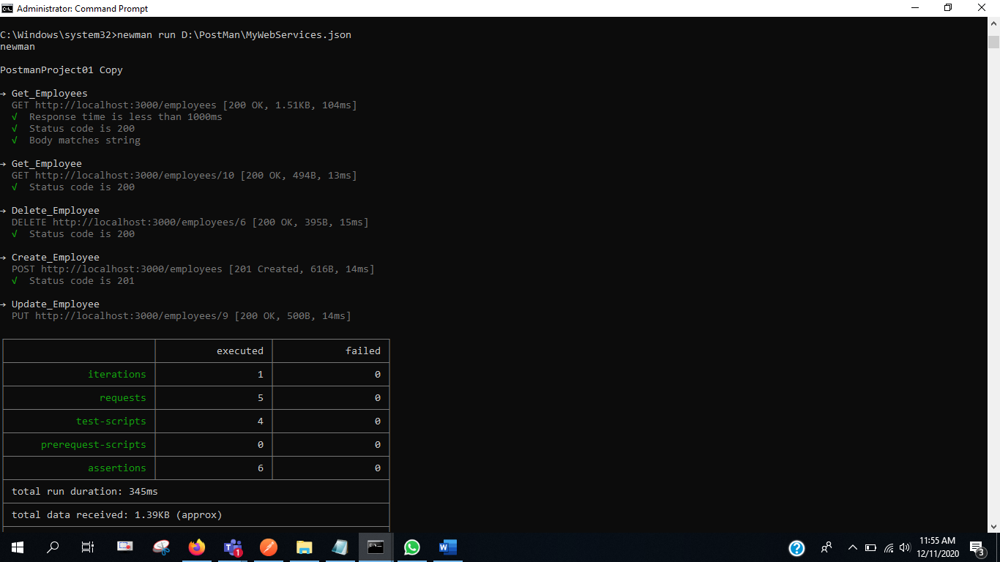 Administrator: Command Prompt
C:\Windows\system32>newman run D:\PostMan\MyWebServices.json
newman
PostmanProject01 Copy
→ Get_Employees
GET http://localhost:3000/employees [200 OK, 1.51KB, 104ms]
√ Response time is less than 1000ms
√ Status code is 200
√ Body matches string
→ Get_Employee
GET http://localhost:3000/employees/10 [200 OK, 494B, 13ms]
√ Status code is 200
→ Delete_Employee
DELETE http://localhost:3000/employees/6 [200 OK, 395B, 15ms]
√ Status code is 200
→ Create_Employee
POST http://localhost:3000/employees [201 Created, 616B, 14ms]
√ Status code is 201
→ Update_Employee
PUT http://localhost:3000/employees/9 [200 OK, 500B, 14ms]
executed failed
iterations 1 0
requests 5 0
test-scripts 4 0
prerequest-scripts 0 0
assertions 6 0
total run duration: 345ms
total data received: 1.39KB (approx)
11:55 AM
12/11/2020
1
3